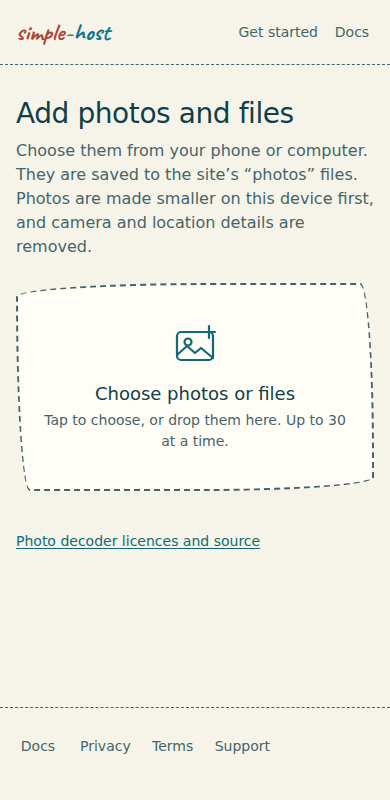 simple-host
Get started Docs
Add photos and files
Choose them from your phone or computer.
They are saved to the site’s “photos” files.
Photos are made smaller on this device first,
and camera and location details are
removed.
Choose photos or files
Tap to choose, or drop them here. Up to 30
at a time.
Photo decoder licences and source
Docs Privacy Terms Support